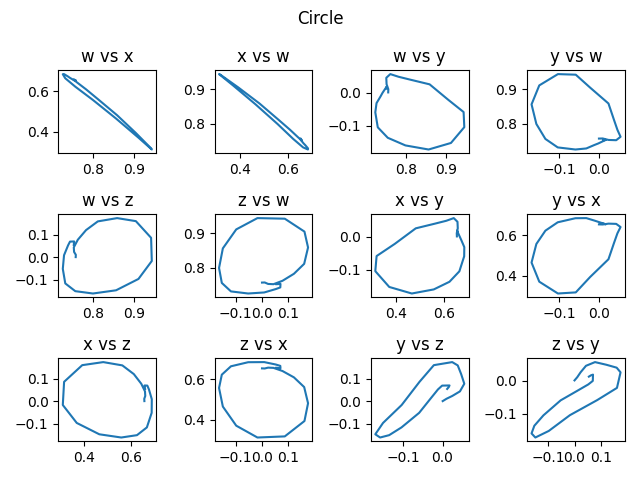 Circle
w vs x
x vs w
w vs y
y vs w
0.6
0.4
0.8 0.9
0.9
0.8
0.4 0.6
0.0
−0.1
0.8 0.9
0.9
0.8
−0.1 0.0
w vs z
z vs w
x vs y
y vs x
0.1
0.0
−0.1
0.8 0.9
0.9
0.8
−0.1 0.0 0.1
0.0
−0.1
0.4 0.6
0.6
0.4
−0.1 0.0
x vs z
z vs x
y vs z
z vs y
0.1
0.0
−0.1
0.4 0.6
0.6
0.4
−0.1 0.0 0.1
0.1
0.0
−0.1
−0.1 0.0
0.0
−0.1
−0.1 0.0 0.1